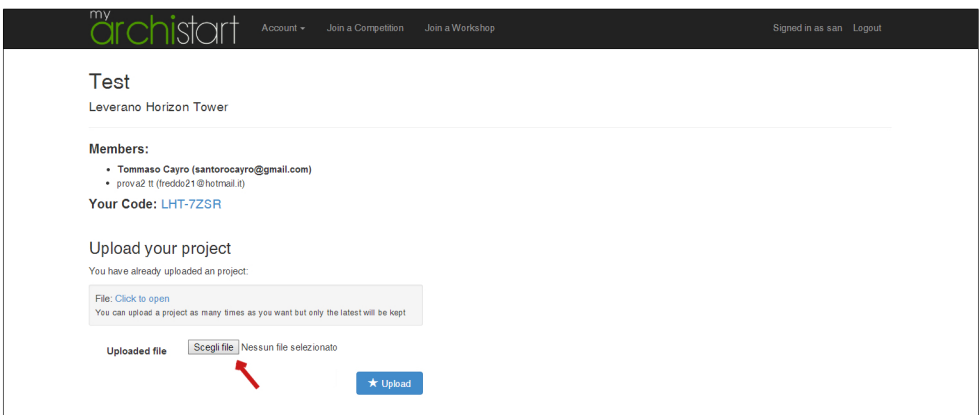 my
archistart Account Join a Competition Join a Workshop Signed in as san Logout
Test
Leverano Horizon Tower
Members:
Tommaso Cayro (santorocayro@gmail.com)
prova2 tt (freddo21@hotmail.it)
Your Code: LHT-7ZSR
Upload your project
You have already uploaded an project:
File: Click to open
You can upload a project as many times as you want but only the latest will be kept
Uploaded file Scegli file Nessun file selezionato
Upload